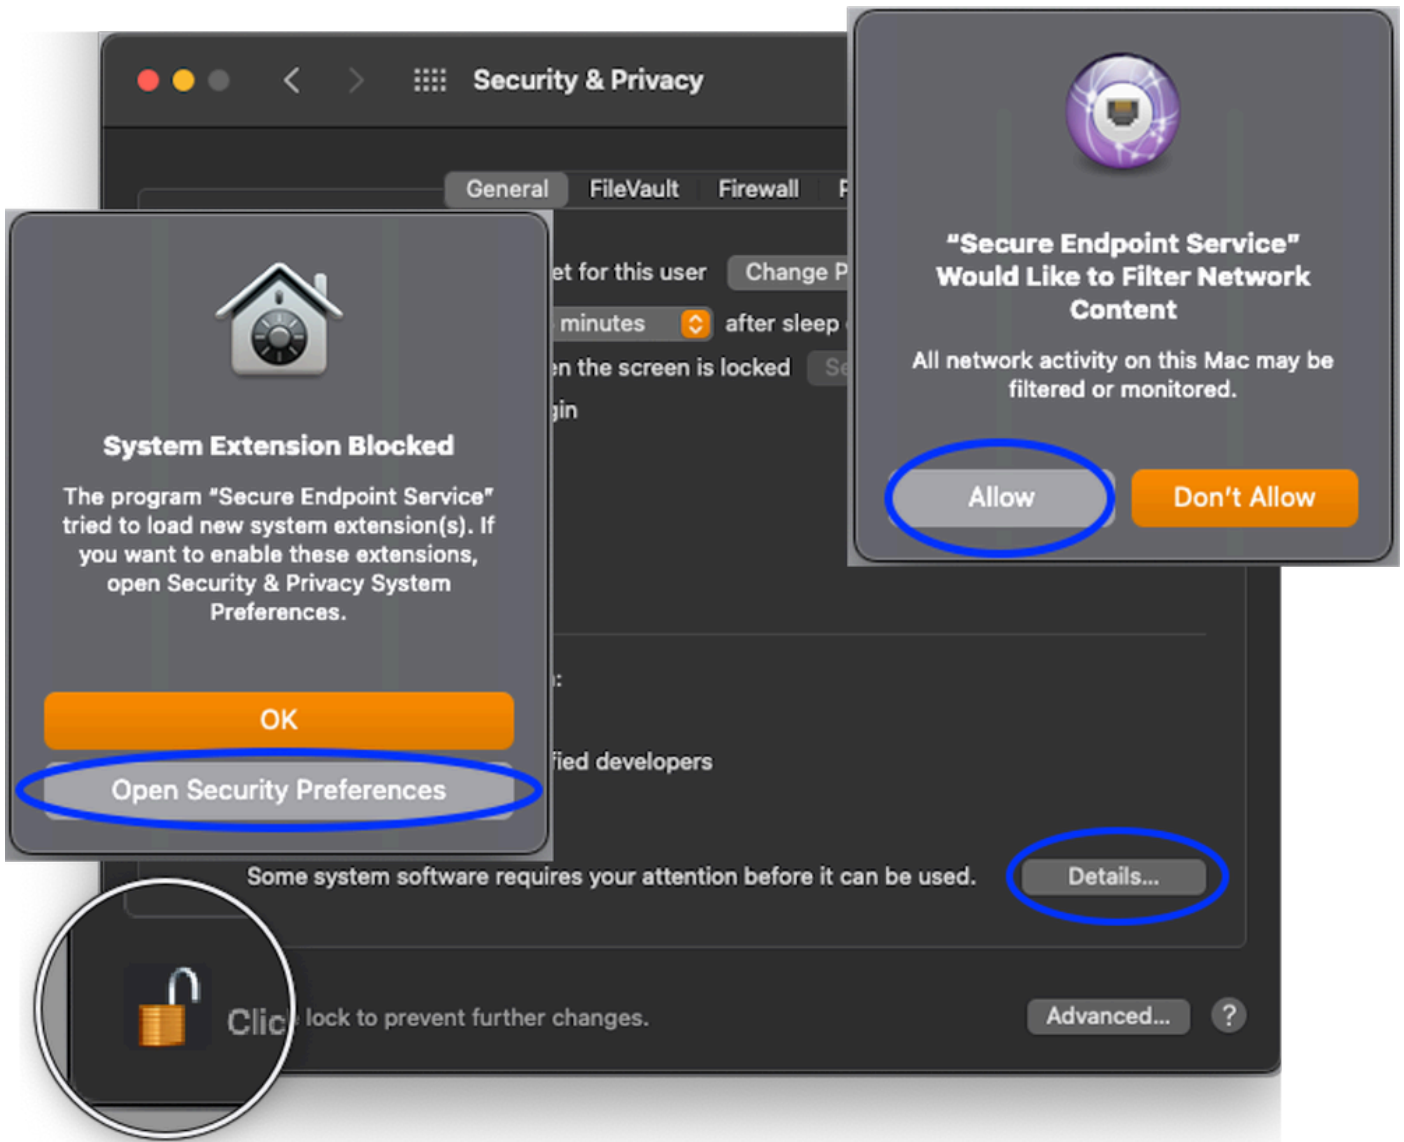 Security & Privacy
General
FileVault
Firewall
et for this user
Change P
minutes
after sleep
en the screen is locked
Se
gin
System Extension Blocked
The program “Secure Endpoint Service”
tried to load new system extension(s). If
you want to enable these extensions,
open Security & Privacy System
Preferences.
OK
Open Security Preferences
“Secure Endpoint Service”
Would Like to Filter Network
Content
All network activity on this Mac may be
filtered or monitored.
Allow
Don't Allow
fied developers
Some system software requires your attention before it can be used.
Details...
Clic
lock to prevent further changes.
Advanced...
?